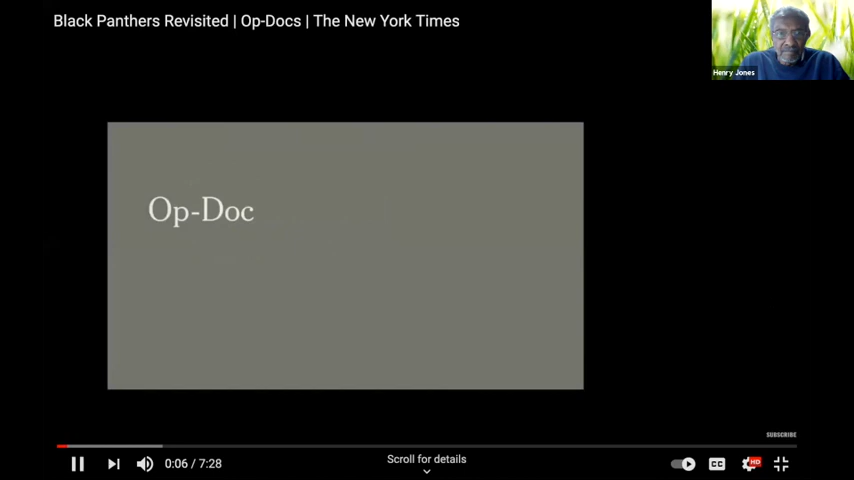 Black Panthers Revisited | Op-Docs | The New York Times
Henry Jones
Op-Doc
SUBSCRIBE
0:06 / 7:28
Scroll for details
CC
HD